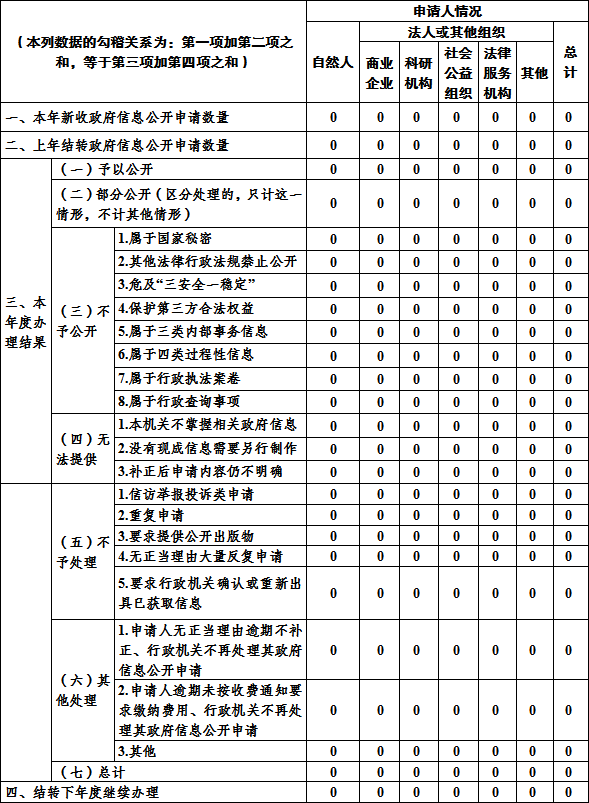 （本列数据的勾稽关系为：第一项加第二项之
和，等于第三项加第四项之和）
申请人情况
自然人
法人或其他组织
总
计
商业
企业
科研
机构
社会
公益
组织
法律
服务
机构
其他
一、本年新收政府信息公开申请数量 0 0 0 0 0 0 0
二、上年结转政府信息公开申请数量 0 0 0 0 0 0 0
三、本
年度办
理结果
（一）予以公开 0 0 0 0 0 0 0
（二）部分公开（区分处理的，只计这一
情形，不计其他情形） 0 0 0 0 0 0 0
（三）不
予公开
1.属于国家秘密 0 0 0 0 0 0 0
2.其他法律行政法规禁止公开 0 0 0 0 0 0 0
3.危及“三安全一稳定” 0 0 0 0 0 0 0
4.保护第三方合法权益 0 0 0 0 0 0 0
5.属于三类内部事务信息 0 0 0 0 0 0 0
6.属于四类过程性信息 0 0 0 0 0 0 0
7.属于行政执法案卷 0 0 0 0 0 0 0
8.属于行政查询事项 0 0 0 0 0 0 0
（四）无
法提供
1.本机关不掌握相关政府信息 0 0 0 0 0 0 0
2.没有现成信息需要另行制作 0 0 0 0 0 0 0
3.补正后申请内容仍不明确 0 0 0 0 0 0 0
（五）不
予处理
1.信访举报投诉类申请 0 0 0 0 0 0 0
2.重复申请 0 0 0 0 0 0 0
3.要求提供公开出版物 0 0 0 0 0 0 0
4.无正当理由大量反复申请 0 0 0 0 0 0 0
5.要求行政机关确认或重新出
具已获取信息 0 0 0 0 0 0 0
（六）其
他处理
1.申请人无正当理由逾期不补
正、行政机关不再处理其政府
信息公开申请 0 0 0 0 0 0 0
2.申请人逾期未按收费通知要
求缴纳费用、行政机关不再处
理其政府信息公开申请 0 0 0 0 0 0 0
3.其他 0 0 0 0 0 0 0
（七）总计 0 0 0 0 0 0 0
四、结转下年度继续办理 0 0 0 0 0 0 0